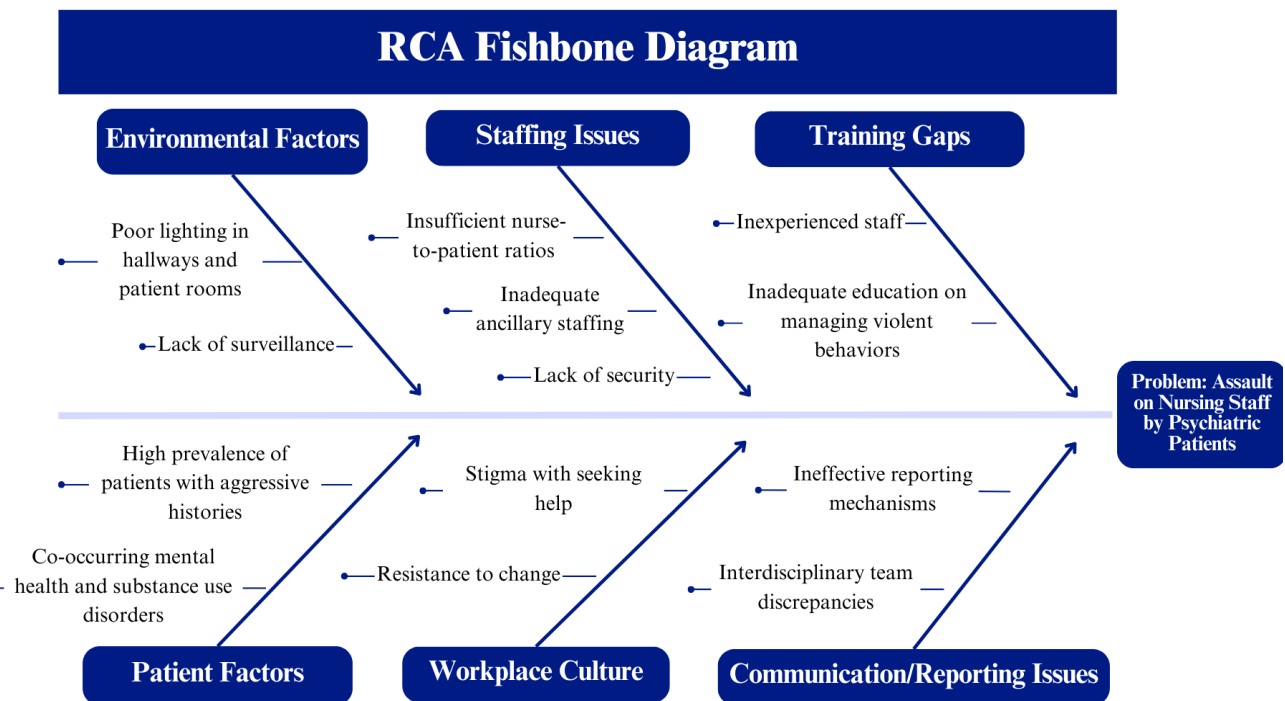 RCA Fishbone Diagram
Environmental Factors
Staffing Issues
Training Gaps
Poor lighting in
hallways and
patient rooms
Lack of surveillance
Insufficient nurse-
to-patient ratios
Inadequate
ancillary staffing
Lack of security
Inexperienced staff
Inadequate education on
managing violent
behaviors
Problem: Assault
on Nursing Staff
by Psychiatric
Patients
High prevalence of
patients with aggressive
histories
Co-occurring mental
health and substance use
disorders
Stigma with seeking
help
Resistance to change
Ineffective reporting
mechanisms
Interdisciplinary team
discrepancies
Patient Factors
Workplace Culture
Communication/Reporting Issues